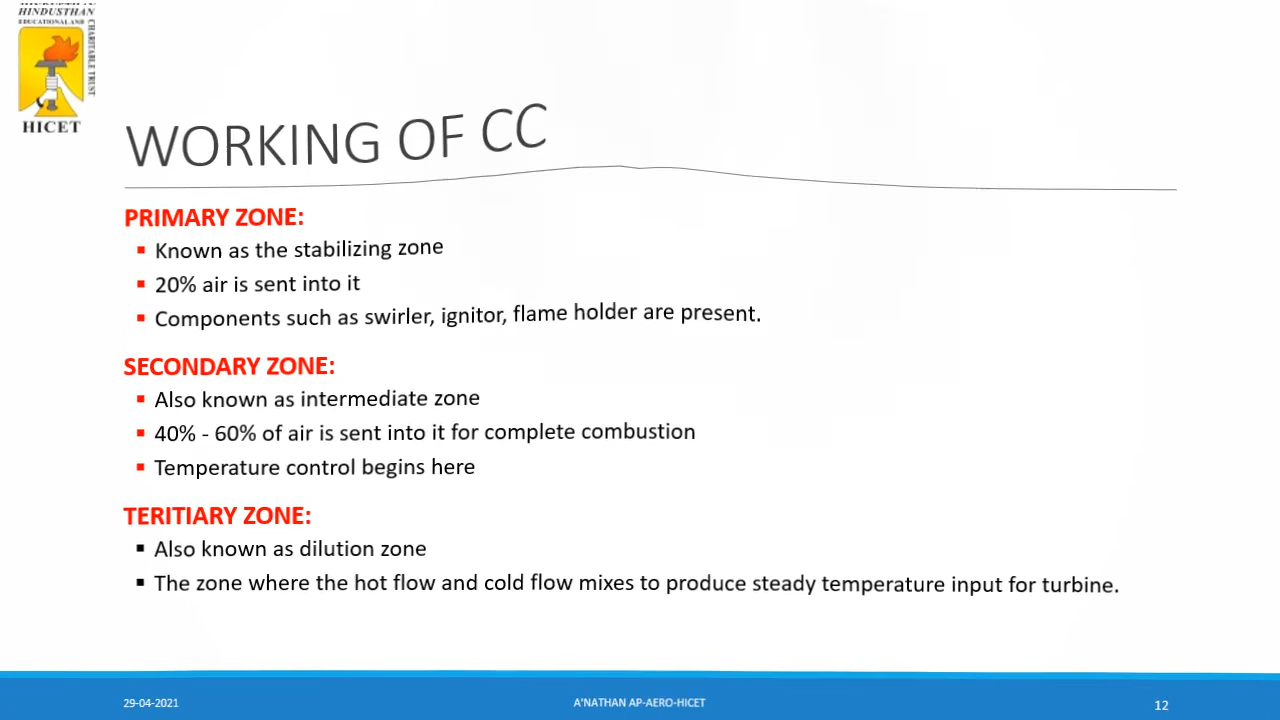 HINDUSTHAN
EDUCATIONAL AND
CHARITABLE TRUST
HICET
WORKING OF CC
PRIMARY ZONE:
▪ Known as the stabilizing zone
▪ 20% air is sent into it
▪ Components such as swirler, ignitor, flame holder are present.
SECONDARY ZONE:
▪ Also known as intermediate zone
▪ 40% - 60% of air is sent into it for complete combustion
▪ Temperature control begins here
TERITIARY ZONE:
▪ Also known as dilution zone
▪ The zone where the hot flow and cold flow mixes to produce steady temperature input for turbine.
29-04-2021
A'NATHAN AP-AERO-HICET
12